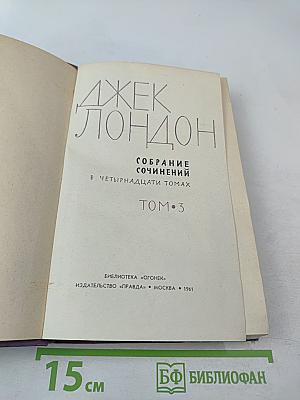 ДЖЕК
ЛОНДОН
СОБРАНИЕ
СОЧИНЕНИЙ
В ЧЕТЫРНАДЦАТИ ТОМАХ
ТОМ • 3
БИБЛИОТЕКА «ОГОНЕК»
ИЗДАТЕЛЬСТВО «ПРАВДА» • МОСКВА • 1961
15 см
БФ БИБЛИОФАН